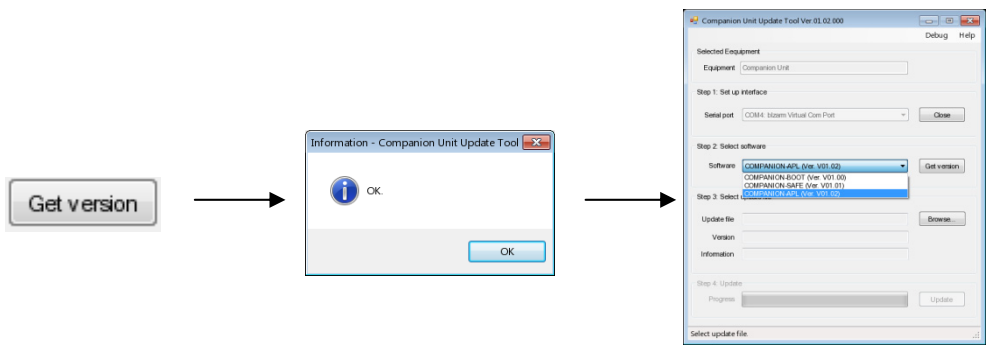 Get version
Information - Companion Unit Update Tool
OK.
OK
Companion Unit Update Tool Ver.01.02.000
Debug Help
Selected Eequipment
Equipment Companion Unit
Step 1: Set up interface
Serial port COM4: btzarm Virtual Com Port Close
Step 2: Select software
Software COMPANION-APL (Ver. V01.02) Get version
COMPANION-BOOT (Ver. V01.00)
COMPANION-SAFE (Ver. V01.01)
COMPANION-APL (Ver. V01.02)
Step 3: Select
Update file Browse...
Version
Information
Step 4: Update
Progress Update
Select update file.